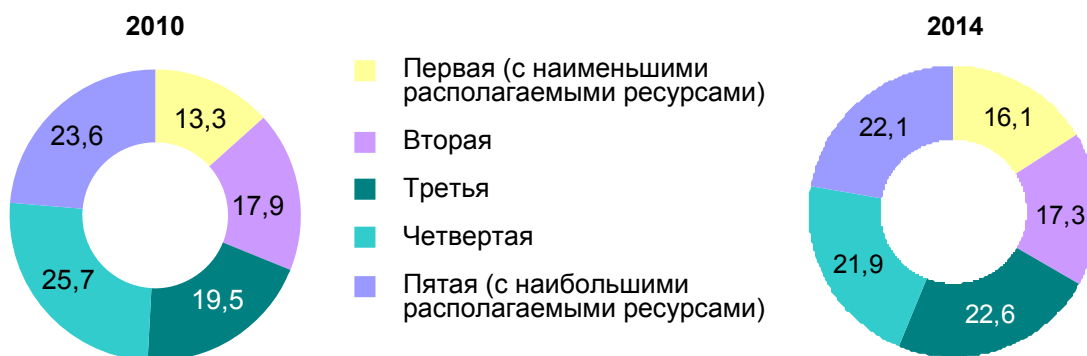 2010
13,3
17,9
19,5
25,7
23,6
Первая (с наименьшими
располагаемыми ресурсами)
Вторая
Третья
Четвертая
Пятая (с наибольшими
располагаемыми ресурсами)
2014
16,1
17,3
22,6
21,9
22,1